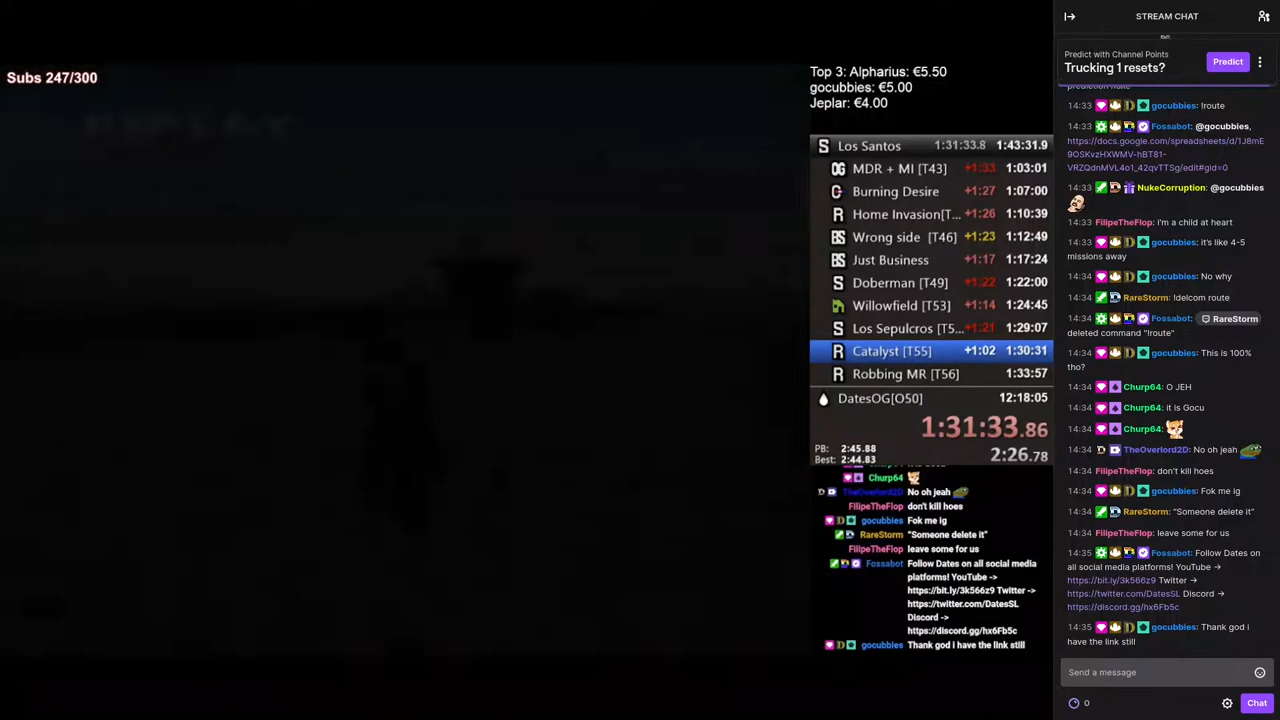 Subs 247/300
Top 3: Alpharius: €5.50
gocubbies: €5.00
Jeplar: €4.00
Los Santos 1:31:33.8 1:43:31.9
MDR + MI [T43] +1:33 1:03:01
Burning Desire +1:27 1:07:00
Home Invasion[T... +1:26 1:10:39
Wrong side [T46] +1:23 1:12:49
Just Business +1:17 1:17:24
Doberman [T49] +1:22 1:22:00
Willowfield [T53] +1:14 1:24:45
Los Sepulcros [T5... +1:21 1:29:07
Catalyst [T55] +1:02 1:30:31
Robbing MR [T56] 1:33:57
DatesOG[O50] 12:18:05
1:31:33.86
PB: 2:45.88
Best: 2:44.83
2:26.78
Churp64:
TheOverlord2D: No oh jeah
FilipeTheFlop: don't kill hoes
gocubbies: Fok me ig
RareStorm: "Someone delete it"
FilipeTheFlop: leave some for us
Fossabot: Follow Dates on all social media
platforms! YouTube ->
https://bit.ly/3k566z9 Twitter ->
https://twitter.com/DatesSL
Discord ->
https://discord.gg/hx6Fb5c
gocubbies: Thank god i have the link still
STREAM CHAT
Predict with Channel Points
Trucking 1 resets?
Predict
14:33 gocubbies: !route
14:33 Fossabot: @gocubbies,
https://docs.google.com/spreadsheets/d/1J8mE
9OSKvzHXWMV-hBT81-
VRZQdnMVL4o1_42qvTTSg/edit#gid=0
14:33 NukeCorruption: @gocubbies
14:33 FilipeTheFlop: i'm a child at heart
14:33 gocubbies: it's like 4-5
missions away
14:34 gocubbies: No why
14:34 RareStorm: !delcom route
14:34 Fossabot: RareStorm
deleted command "!route"
14:34 gocubbies: This is 100%
tho?
14:34 Churp64: O JEH
14:34 Churp64: it is Gocu
14:34 Churp64:
14:34 TheOverlord2D: No oh jeah
14:34 FilipeTheFlop: don't kill hoes
14:34 gocubbies: Fok me ig
14:34 RareStorm: "Someone delete it"
14:34 FilipeTheFlop: leave some for us
14:35 Fossabot: Follow Dates on
all social media platforms! YouTube →
https://bit.ly/3k566z9 Twitter →
https://twitter.com/DatesSL Discord →
https://discord.gg/hx6Fb5c
14:35 gocubbies: Thank god i
have the link still
Send a message
0
Chat